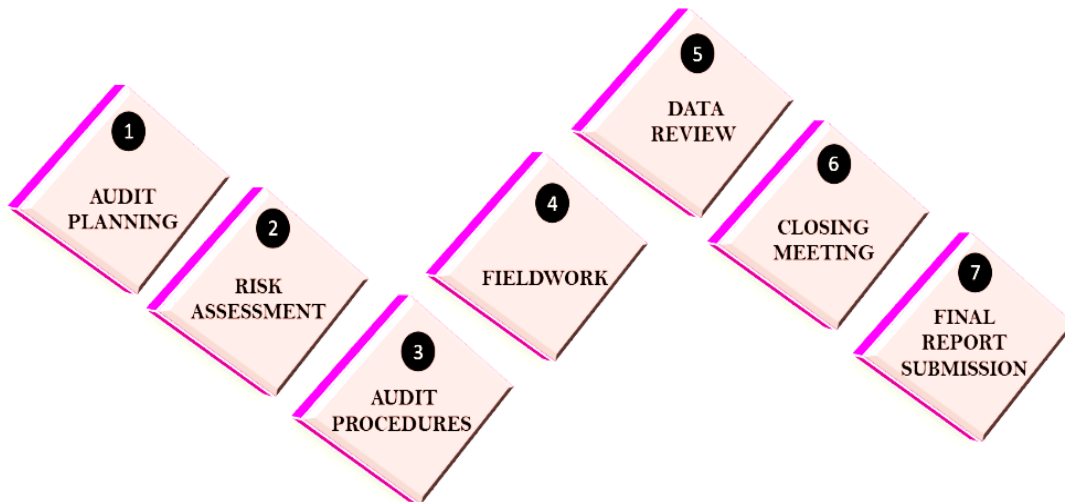 1
AUDIT
PLANNING
2
RISK
ASSESSMENT
3
AUDIT
PROCEDURES
4
FIELDWORK
5
DATA
REVIEW
6
CLOSING
MEETING
7
FINAL
REPORT
SUBMISSION